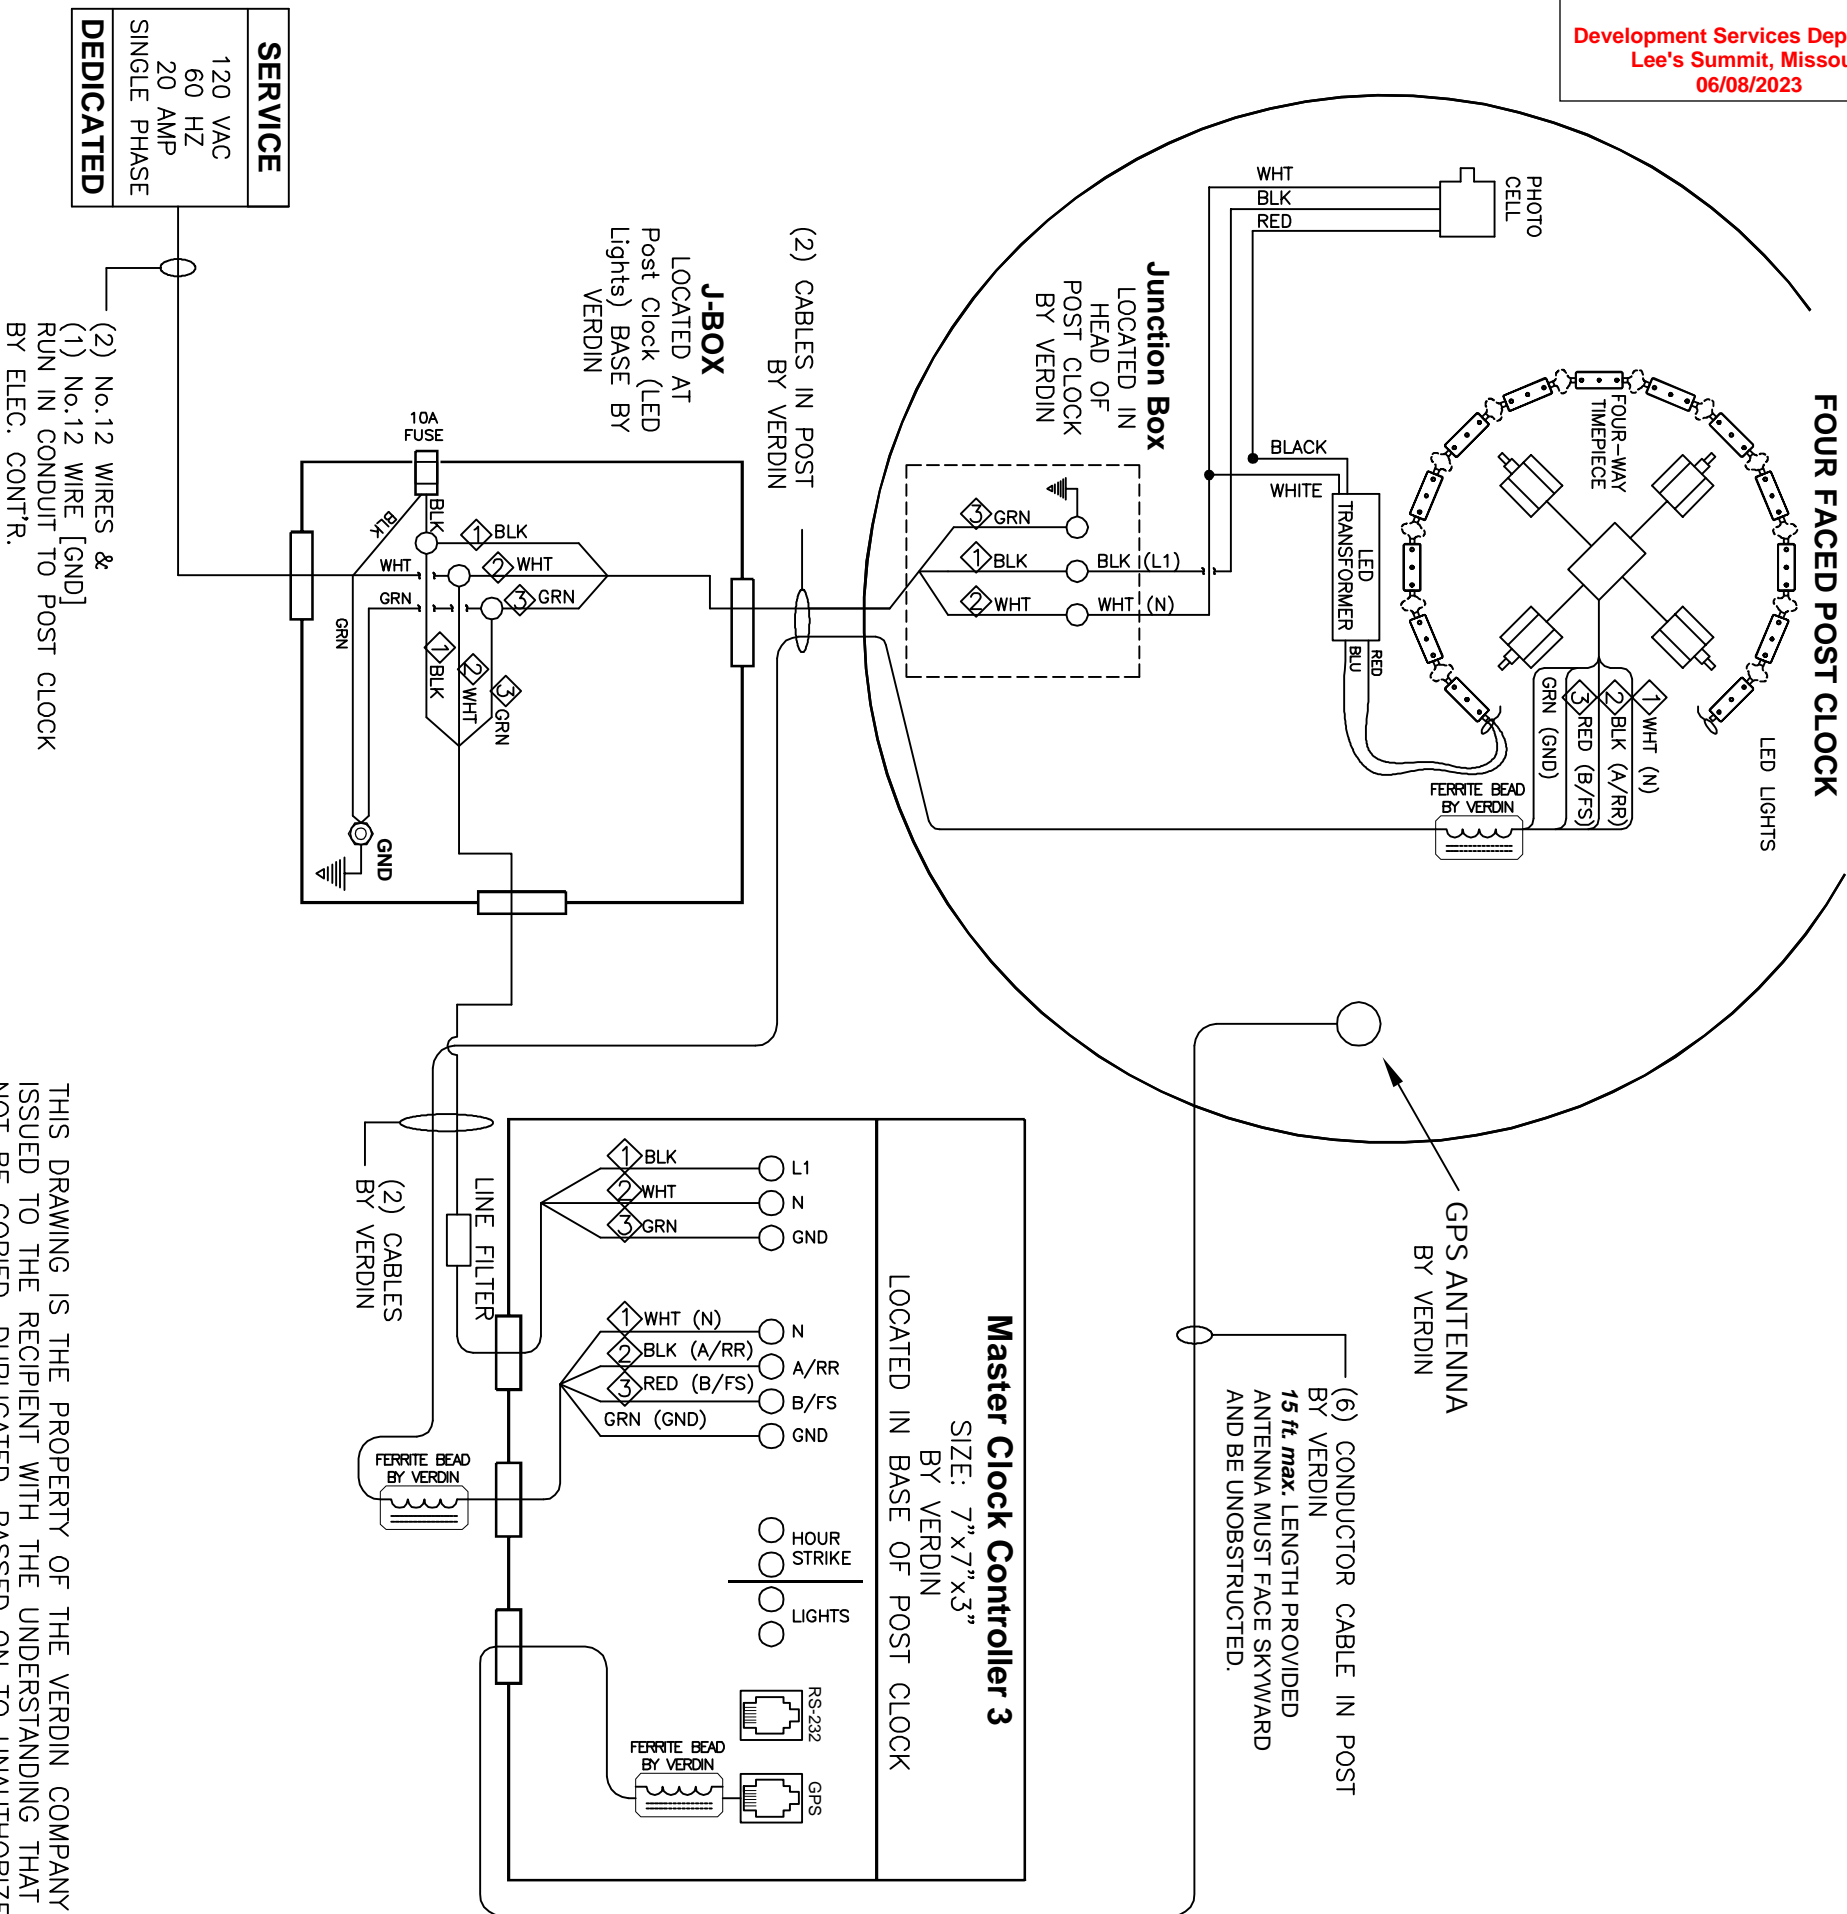 Development Services Dep
Lee's Summit, Missou
06/08/2023
FOUR FACED POST CLOCK
LED LIGHTS
PHOTO
CELL
WHT
BLK
RED
FOUR-WAY
TIMEPIECE
1 WHT (N)
2 BLK (A/RR)
3 RED (B/FS)
GRN (GND)
BLACK
WHITE
LED
TRANSFORMER
RED
BLU
FERRITE BEAD
BY VERDIN
Junction Box
LOCATED IN
HEAD OF
POST CLOCK
BY VERDIN
3 GRN
1 BLK
BLK (L1)
2 WHT
WHT (N)
(2) CABLES IN POST
BY VERDIN
J-BOX
LOCATED AT
Post Clock (LED
Lights) BASE BY
VERDIN
10A
FUSE
BLK
BLK
1 BLK
WHT
2 WHT
GRN
3 GRN
GRN
1 BLK
2 WHT
3 GRN
GND
SERVICE
120 VAC
60 HZ
20 AMP
SINGLE PHASE
DEDICATED
(2) No.12 WIRES &
(1) No.12 WIRE [GND]
RUN IN CONDUIT TO POST CLOCK
BY ELEC. CONT'R.
GPS ANTENNA
BY VERDIN
(6) CONDUCTOR CABLE IN POST
BY VERDIN
15 ft. max. LENGTH PROVIDED
ANTENNA MUST FACE SKYWARD
AND BE UNOBSTRUCTED.
Master Clock Controller 3
SIZE: 7"x7"x3"
BY VERDIN
LOCATED IN BASE OF POST CLOCK
1 BLK
L1
2 WHT
N
3 GRN
GND
1 WHT (N)
N
2 BLK (A/RR)
A/RR
3 RED (B/FS)
B/FS
GRN (GND)
GND
HOUR
STRIKE
LIGHTS
RS-232
GPS
FERRITE BEAD
BY VERDIN
LINE FILTER
(2) CABLES
BY VERDIN
FERRITE BEAD
BY VERDIN
THIS DRAWING IS THE PROPERTY OF THE VERDIN COMPANY
ISSUED TO THE RECIPIENT WITH THE UNDERSTANDING THAT
NOT BE COPIED, DUPLICATED, PASSED ON TO UNAUTHORIZE